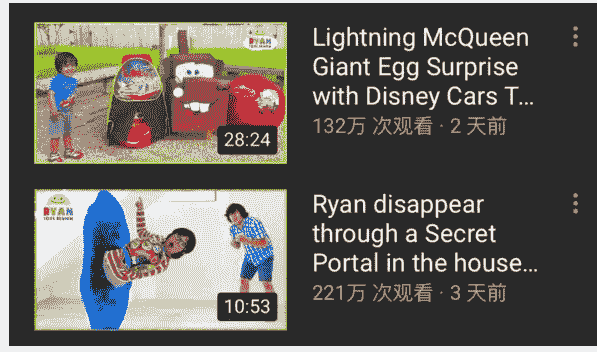 RYAN
28:24
Lightning McQueen
Giant Egg Surprise
with Disney Cars T...
132万 次观看 · 2 天前
RYAN
10:53
Ryan disappear
through a Secret
Portal in the house...
221万 次观看 · 3 天前